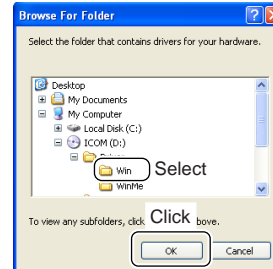 Browse For Folder
Select the folder that contains drivers for your hardware.
Desktop
My Documents
My Computer
Local Disk (C:)
ICOM (D:)
Win
Select
WinMe
To view any subfolders, click
Click
bove.
OK
Cancel